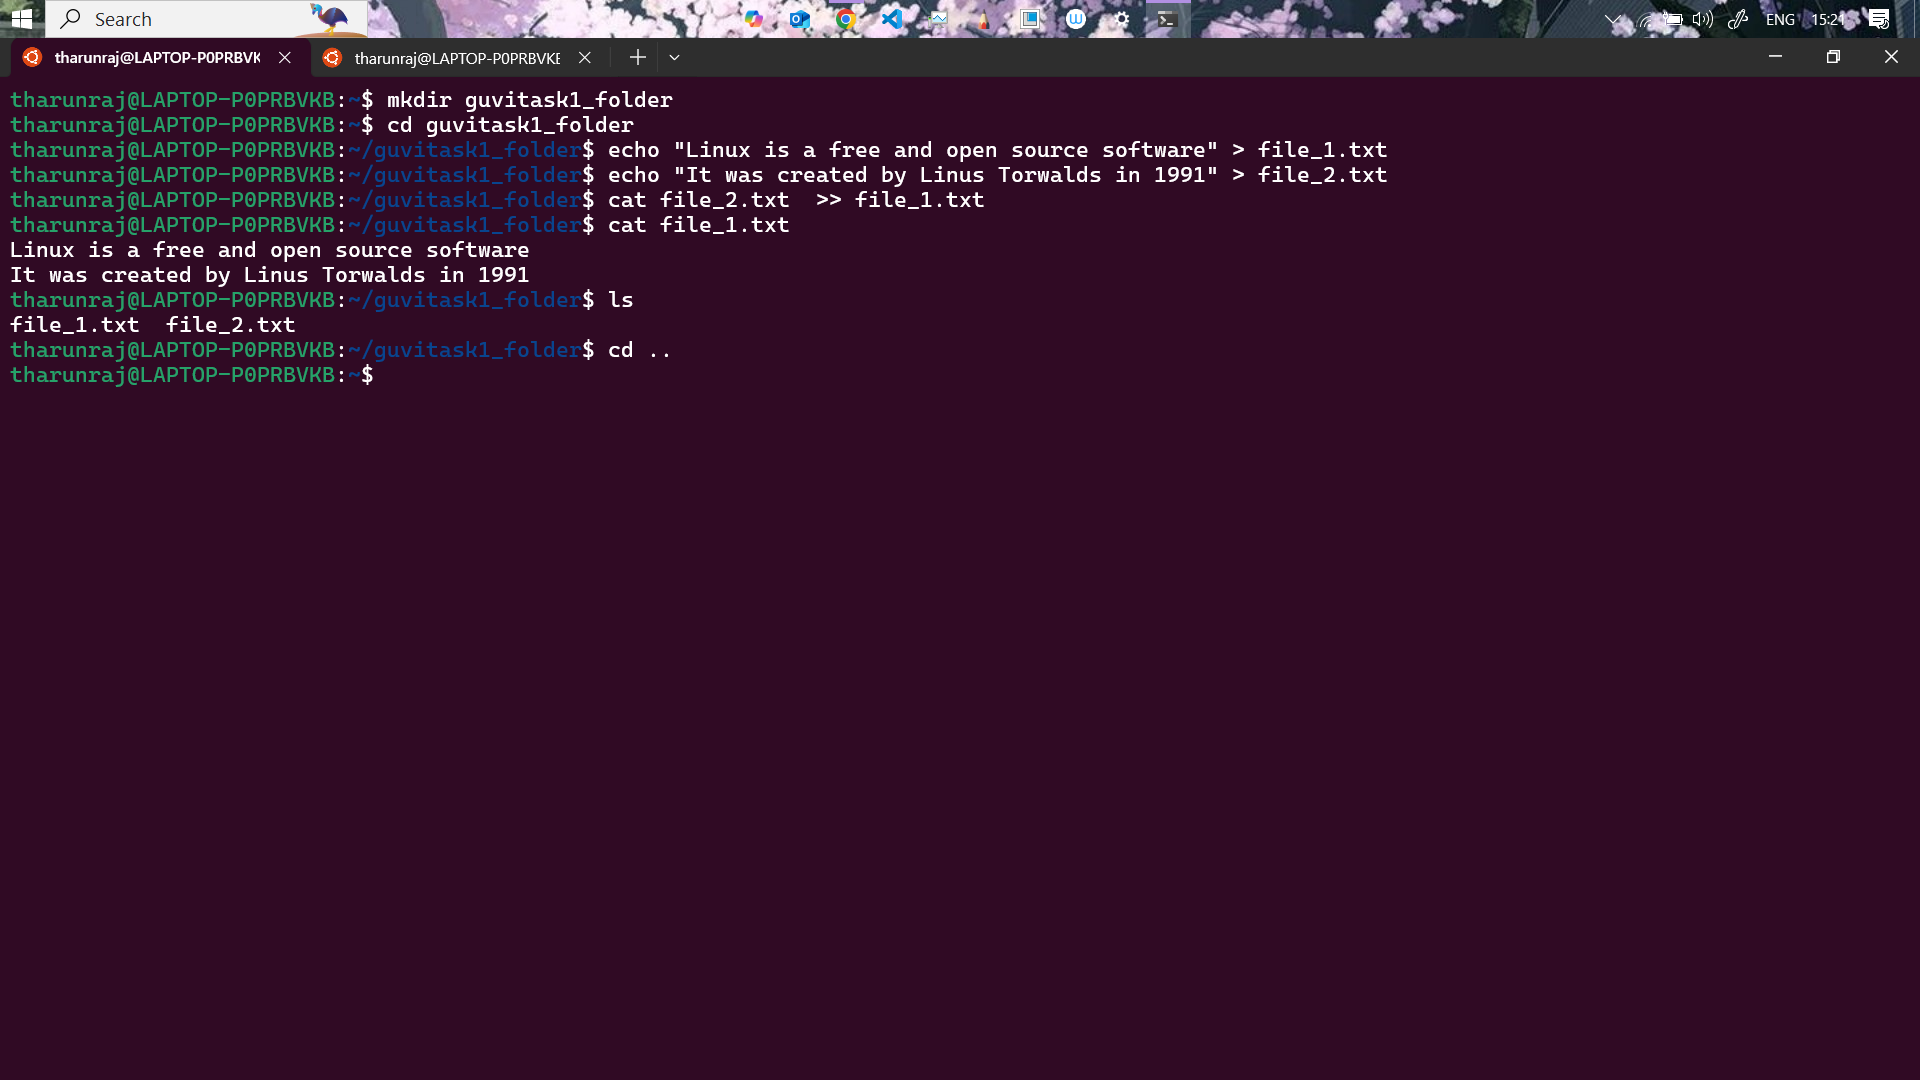 Search
ENG 15:21
tharunraj@LAPTOP-P0PRBVK tharunraj@LAPTOP-P0PRBVKE
tharunraj@LAPTOP-P0PRBVKB:~$ mkdir guvitask1_folder
tharunraj@LAPTOP-P0PRBVKB:~$ cd guvitask1_folder
tharunraj@LAPTOP-P0PRBVKB:~/guvitask1_folder$ echo "Linux is a free and open source software" > file_1.txt
tharunraj@LAPTOP-P0PRBVKB:~/guvitask1_folder$ echo "It was created by Linus Torwalds in 1991" > file_2.txt
tharunraj@LAPTOP-P0PRBVKB:~/guvitask1_folder$ cat file_2.txt  >> file_1.txt
tharunraj@LAPTOP-P0PRBVKB:~/guvitask1_folder$ cat file_1.txt
Linux is a free and open source software
It was created by Linus Torwalds in 1991
tharunraj@LAPTOP-P0PRBVKB:~/guvitask1_folder$ ls
file_1.txt  file_2.txt
tharunraj@LAPTOP-P0PRBVKB:~/guvitask1_folder$ cd ..
tharunraj@LAPTOP-P0PRBVKB:~$